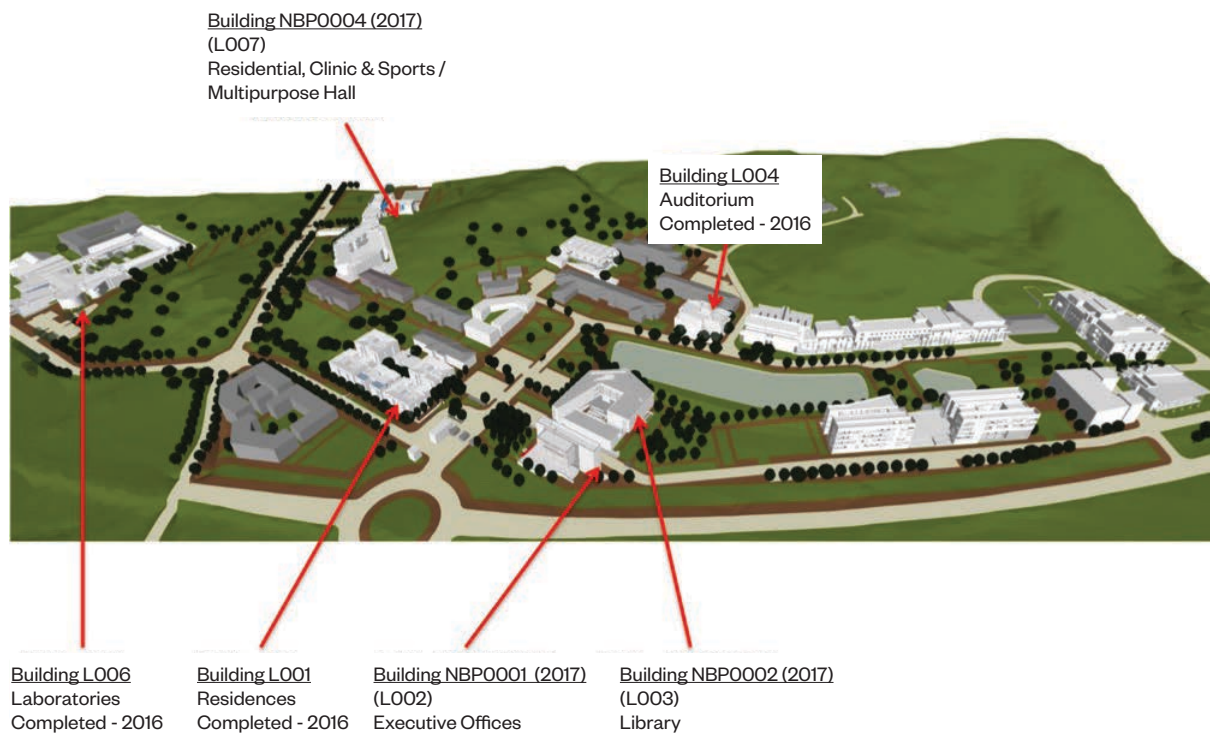 Building NBP0004 (2017)
(L007)
Residential, Clinic & Sports /
Multipurpose Hall
Building L004
Auditorium
Completed - 2016
Building L006
Laboratories
Completed - 2016
Building L001
Residences
Completed - 2016
Building NBP0001 (2017)
(L002)
Executive Offices
Building NBP0002 (2017)
(L003)
Library